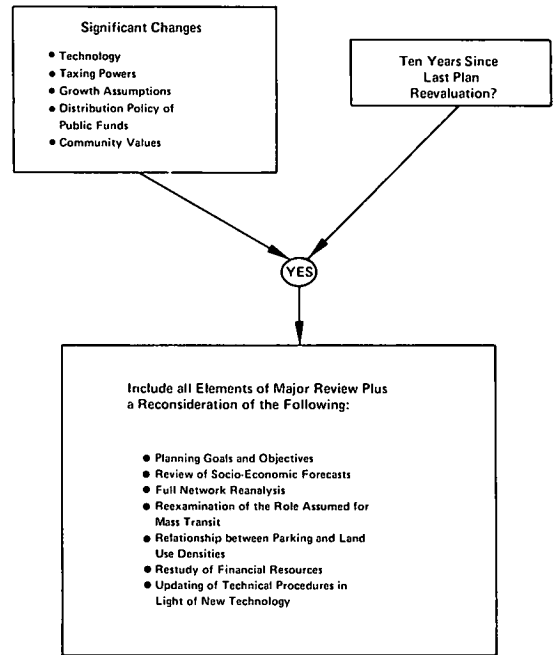 Significant Changes
● Technology
● Taxing Powers
● Growth Assumptions
● Distribution Policy of
Public Funds
● Community Values
Ten Years Since
Last Plan
Reevaluation?
YES
Include all Elements of Major Review Plus
a Reconsideration of the Following:
● Planning Goals and Objectives
● Review of Socio-Economic Forecasts
● Full Network Reanalysis
● Reexamination of the Role Assumed for
Mass Transit
● Relationship between Parking and Land
Use Densities
● Restudy of Financial Resources
● Updating of Technical Procedures in
Light of New Technology